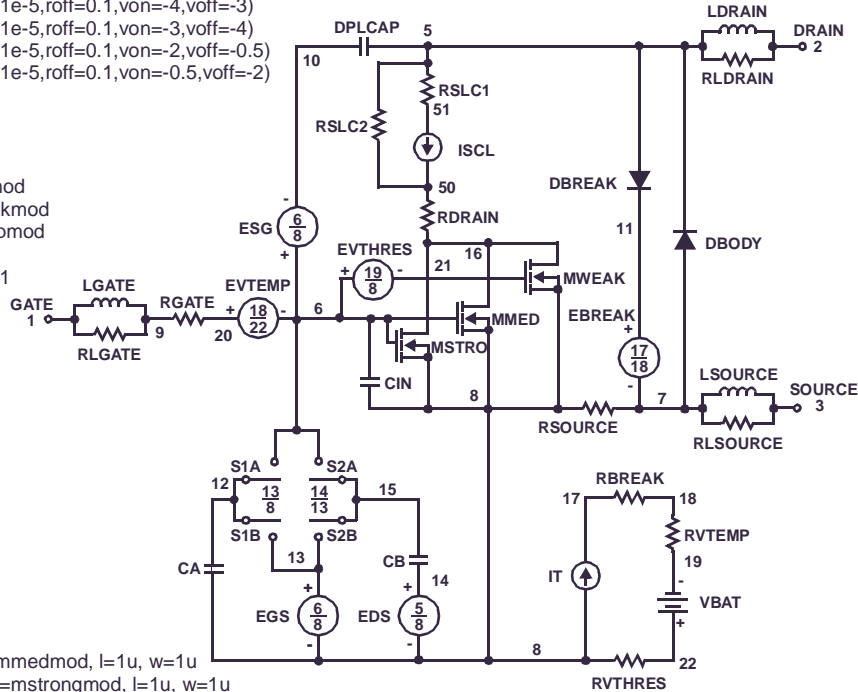 1e-5,roff=0.1,von=-4,voff=-3)
1e-5,roff=0.1,von=-3,voff=-4)
1e-5,roff=0.1,von=-2,voff=-0.5)
1e-5,roff=0.1,von=-0.5,voff=-2)
LDRAIN
DPLCAP 5
DRAIN
2
10
RLDRAIN
RSLC1
51
RSLC2
ISCL
50
DBREAK
RDRAIN
11
DBODY
ESG
-
6
8
+
EVTHRES
+ 19
8 -
21
16
MWEAK
EBREAK
+
17
18
-
LGATE
GATE
1
RLGATE
9
RGATE
20
EVTEMP
+ 18
22 -
6
MMED
MSTRO
CIN
8
RSOURCE
7
LSOURCE
SOURCE
3
RLSOURCE
S1A
S2A
12
13
8
14
13
15
S1B
S2B
13
CA
CB
14
EGS
+
6
8
-
EDS
+
5
8
-
RBREAK
17
18
RVTEMP
19
-
IT
VBAT
+
8
22
RVTHRES
mod
kmod
omod
1
mmedmod, l=1u, w=1u
=mstrongmod, l=1u, w=1u